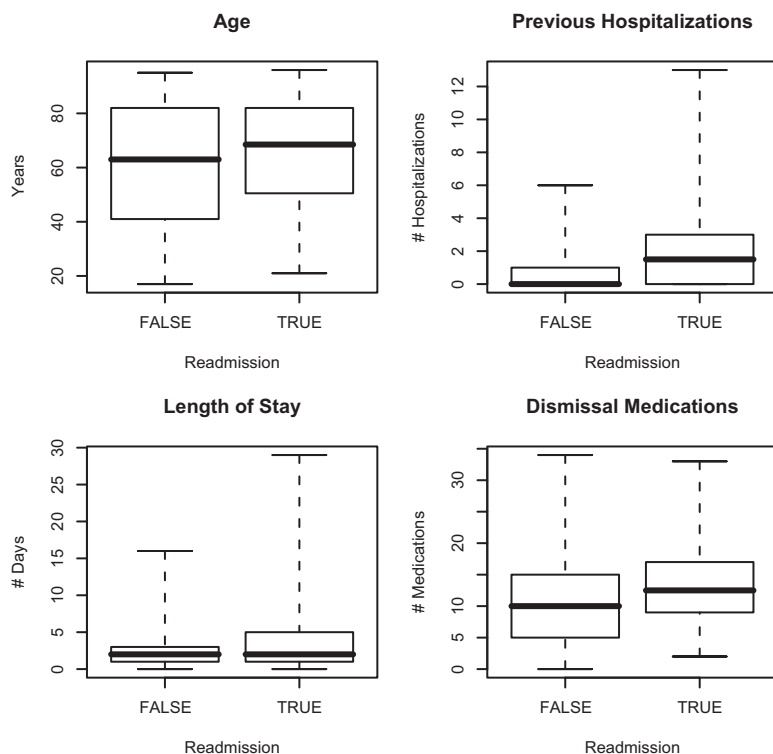 Age
Years
20
40
60
80
FALSE
TRUE
Readmission
Previous Hospitalizations
# Hospitalizations
0
2
4
6
8
10
12
FALSE
TRUE
Readmission
Length of Stay
# Days
0
5
10
15
20
25
30
FALSE
TRUE
Readmission
Dismissal Medications
# Medications
0
5
10
20
30
FALSE
TRUE
Readmission